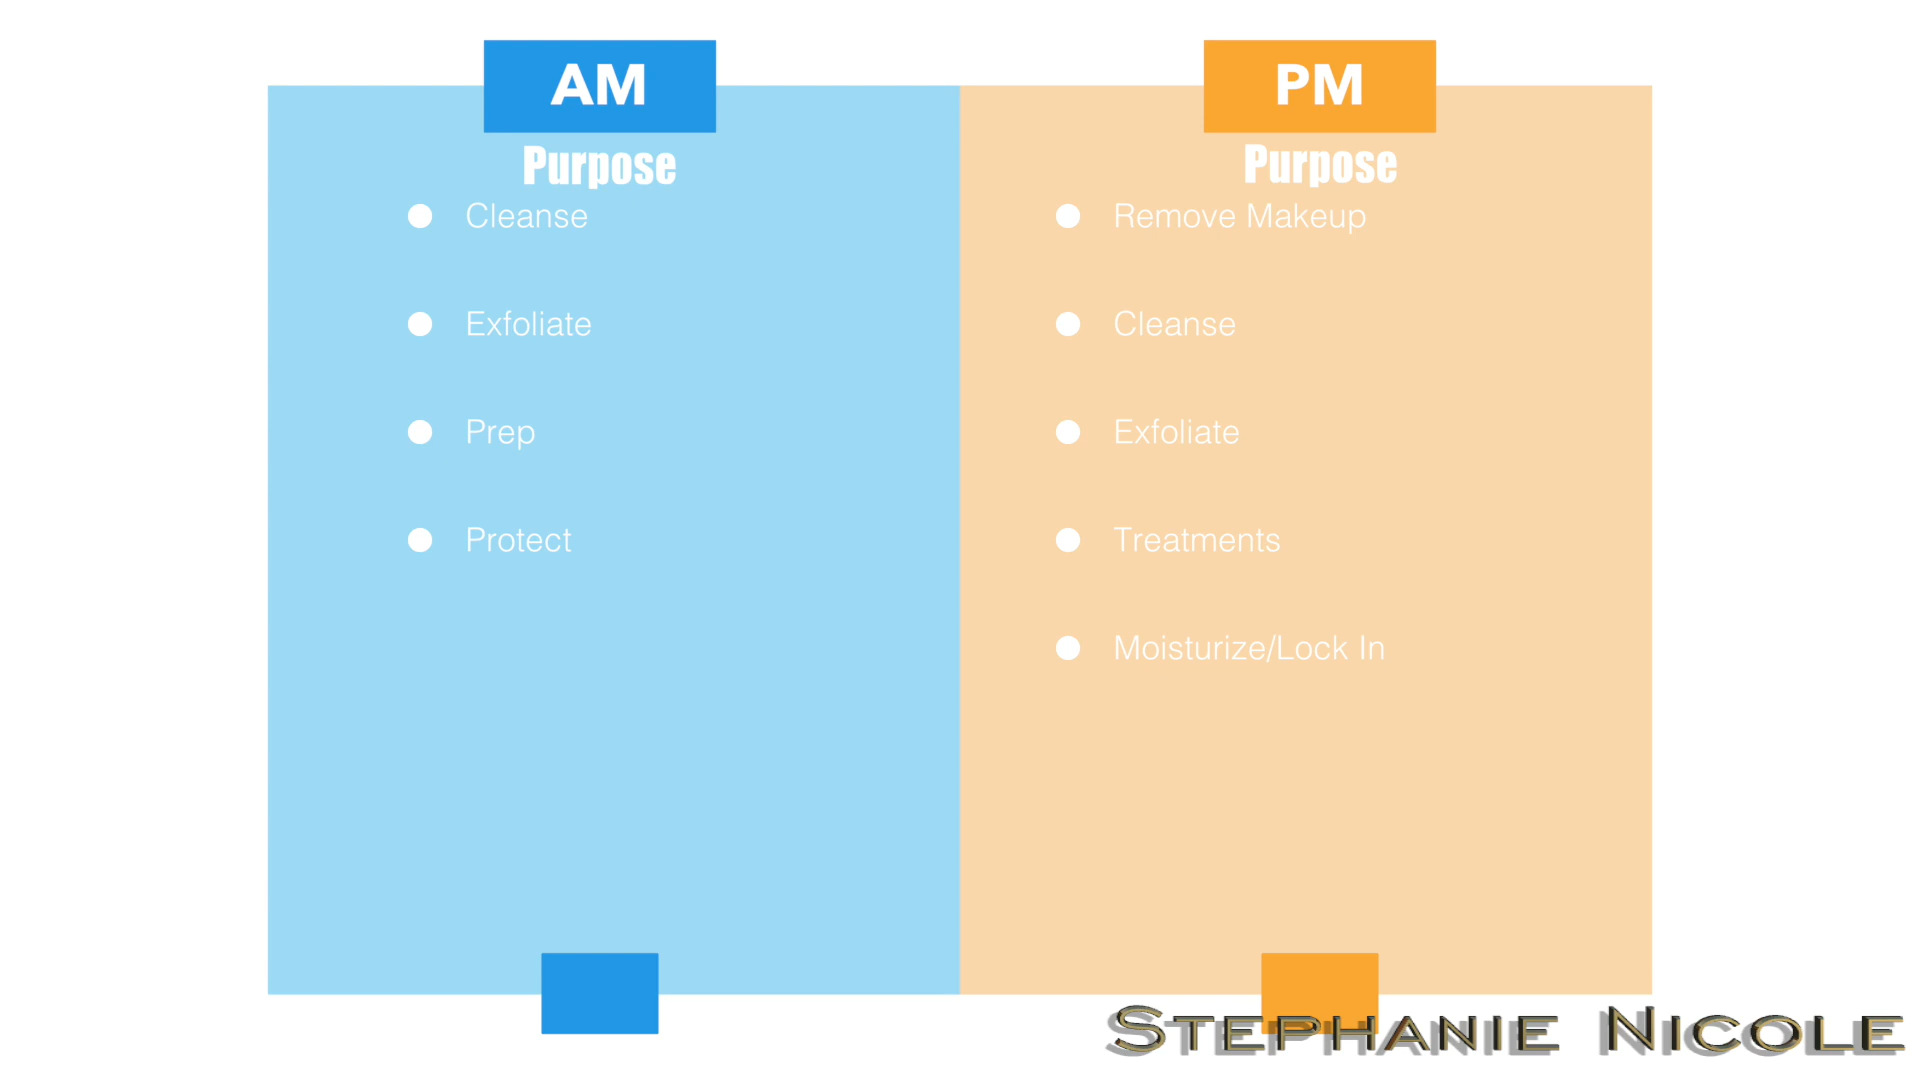 AM
Purpose
Cleanse
Exfoliate
Prep
Protect
PM
Purpose
Remove Makeup
Cleanse
Exfoliate
Treatments
Moisturize/Lock In
STEPHANIE NICOLE